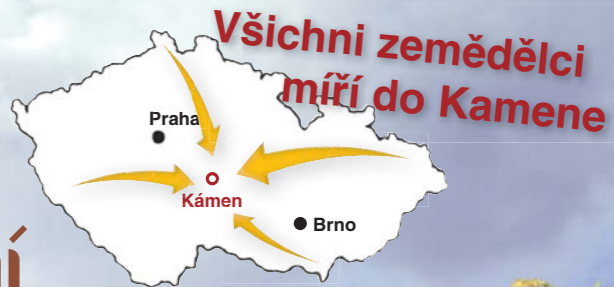 Všichni zemědělci
míří do Kamene
Praha
Kámen
Brno